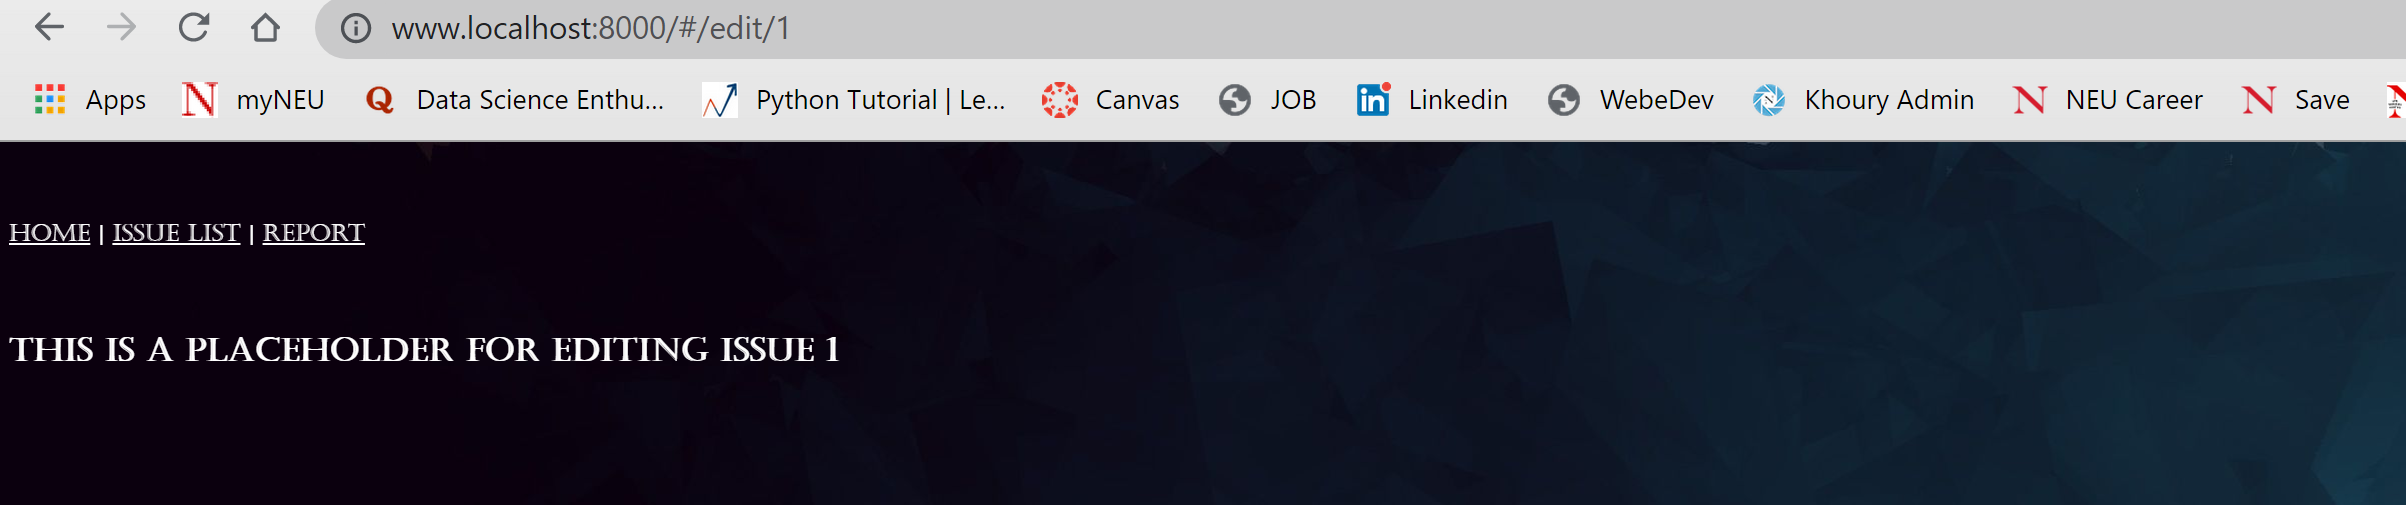 www.localhost:8000/#/edit/1
Apps myNEU Data Science Enthu... Python Tutorial | Le... Canvas JOB Linkedin WebeDev Khoury Admin NEU Career Save
HOME | ISSUE LIST | REPORT
THIS IS A PLACEHOLDER FOR EDITING ISSUE 1